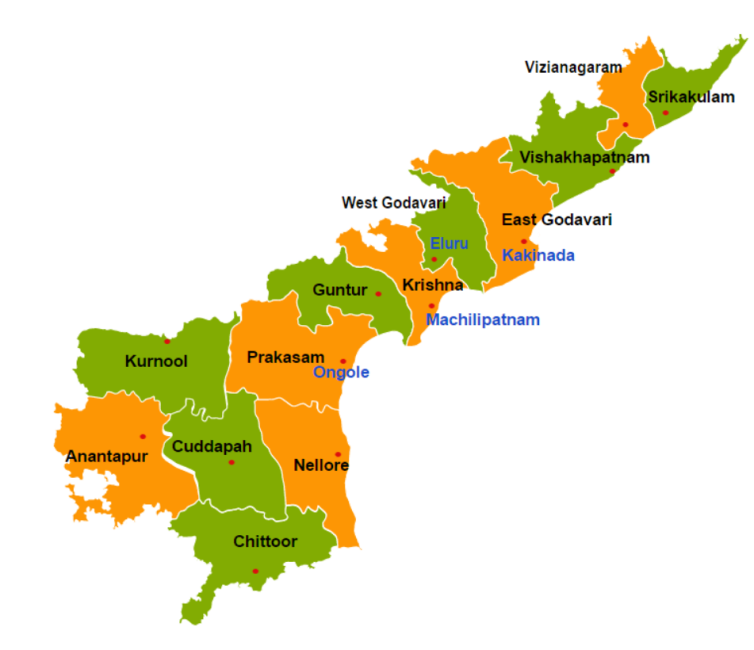 Vizianagaram
Srikakulam
Vishakhapatnam
West Godavari
East Godavari
Eluru
Kakinada
Krishna
Guntur
Machilipatnam
Prakasam
Kurnool
Ongole
Cuddapah
Anantapur
Nellore
Chittoor